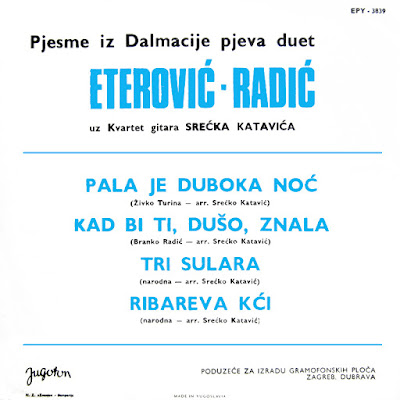 EPY - 3839
Pjesme iz Dalmacije pjeva duet
ETEROVIĆ · RADIĆ
uz Kvartet gitara SREĆKA KATAVIĆA
PALA JE DUBOKA NOĆ
(Živko Turina — arr. Srećko Katavić)
KAD BI TI, DUŠO, ZNALA
(Branko Radić — arr. Srećko Katavić)
TRI SULARA
(narodna — arr. Srećko Katavić)
RIBAREVA KĆI
(narodna — arr. Srećko Katavić)
Jugoton
PODUZEĆE ZA IZRADU GRAMOFONSKIH PLOČA
ZAGREB, DUBRAVA
MADE IN YUGOSLAVIA